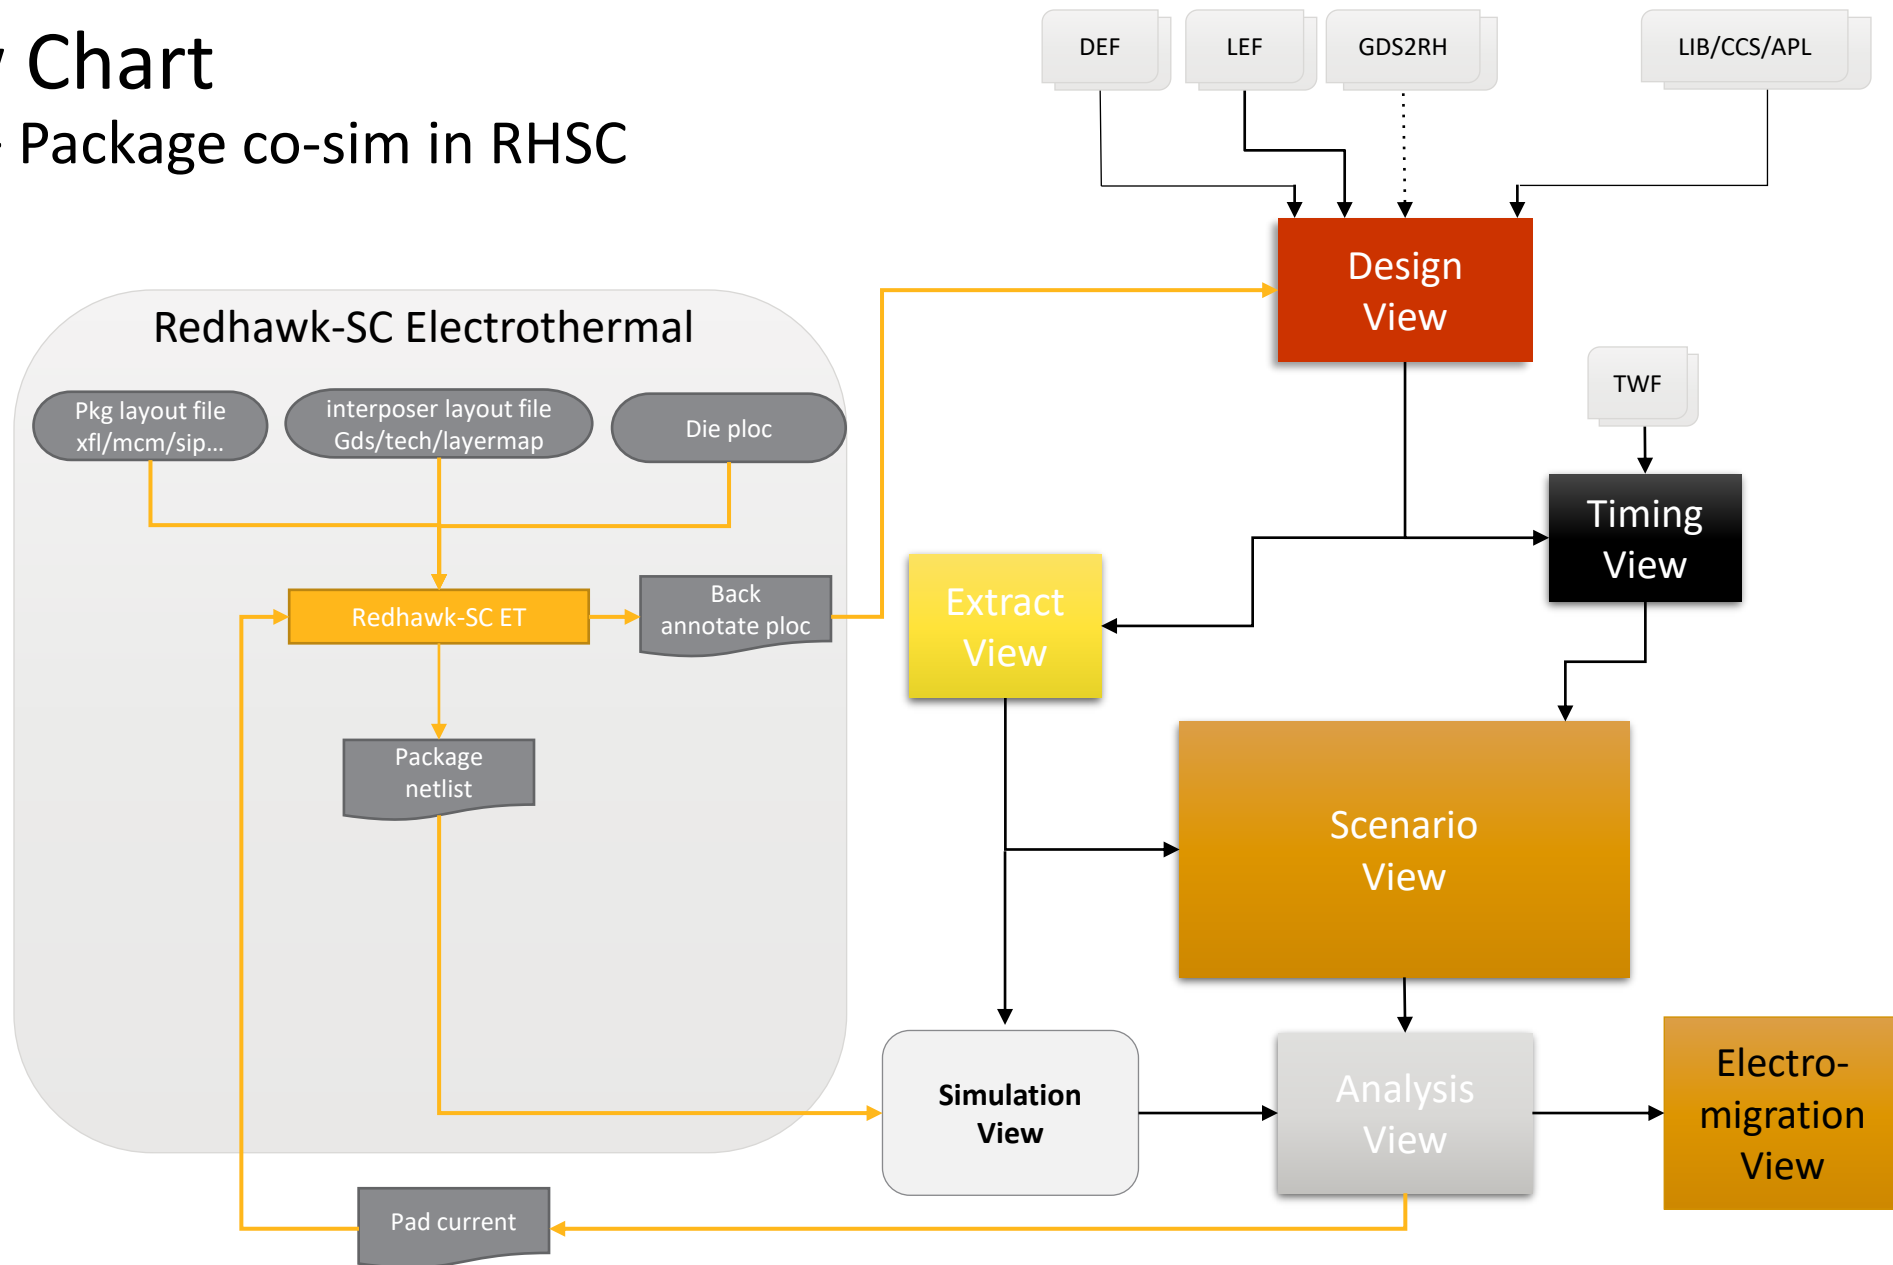 Chart
Package co-sim in RHSC
DEF
LEF
GDS2RH
LIB/CCS/APL
Design
View
Redhawk-SC Electrothermal
TWF
Pkg layout file
xfl/mcm/sip...
interposer layout file
Gds/tech/layermap
Die ploc
Timing
View
Redhawk-SC ET
Back
annotate ploc
Extract
View
Package
netlist
Scenario
View
Simulation
View
Analysis
View
Electro-
migration
View
Pad current